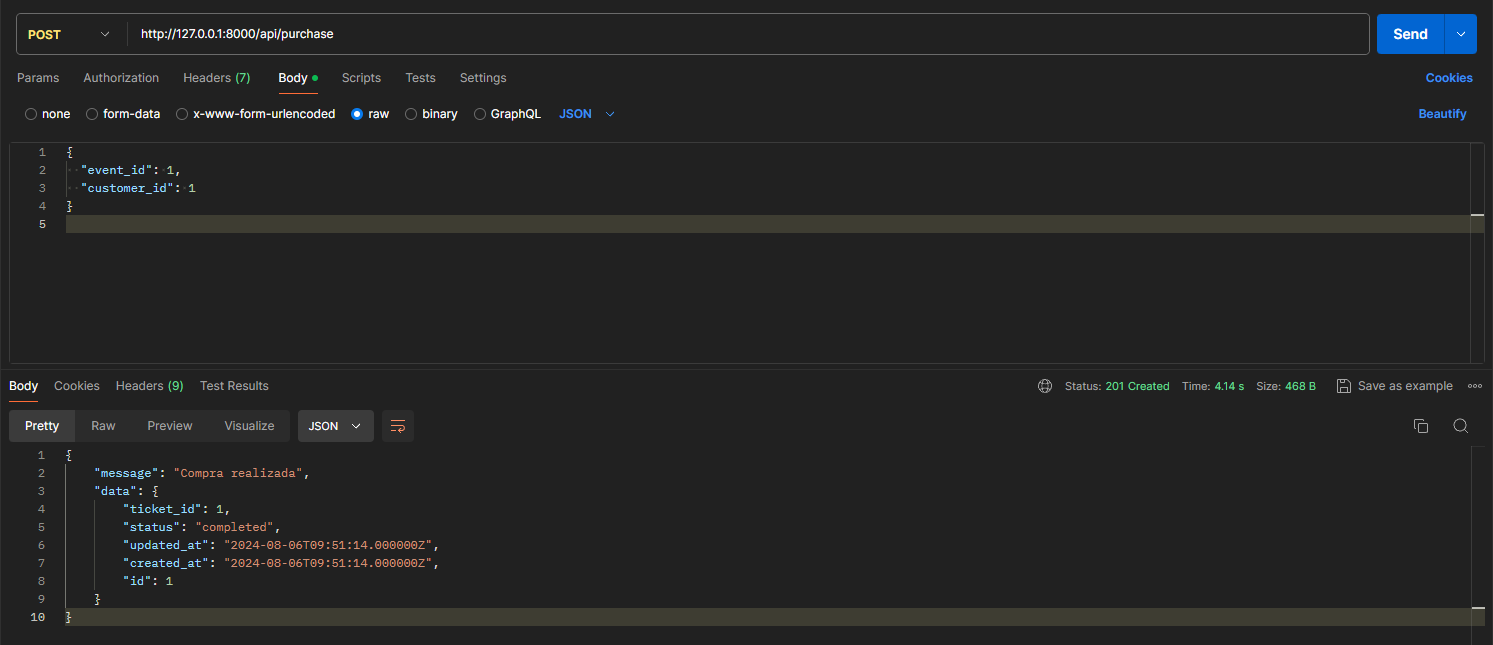 POST http://127.0.0.1:8000/api/purchase Send
Params Authorization Headers (7) Body Scripts Tests Settings Cookies
none form-data x-www-form-urlencoded raw binary GraphQL JSON Beautify
1 {
2 "event_id": 1,
3 "customer_id": 1
4 }
5
Body Cookies Headers (9) Test Results Status: 201 Created Time: 4.14 s Size: 468 B Save as example
Pretty Raw Preview Visualize JSON
1 {
2 "message": "Compra realizada",
3 "data": {
4 "ticket_id": 1,
5 "status": "completed",
6 "updated_at": "2024-08-06T09:51:14.000000Z",
7 "created_at": "2024-08-06T09:51:14.000000Z",
8 "id": 1
9 }
10 }